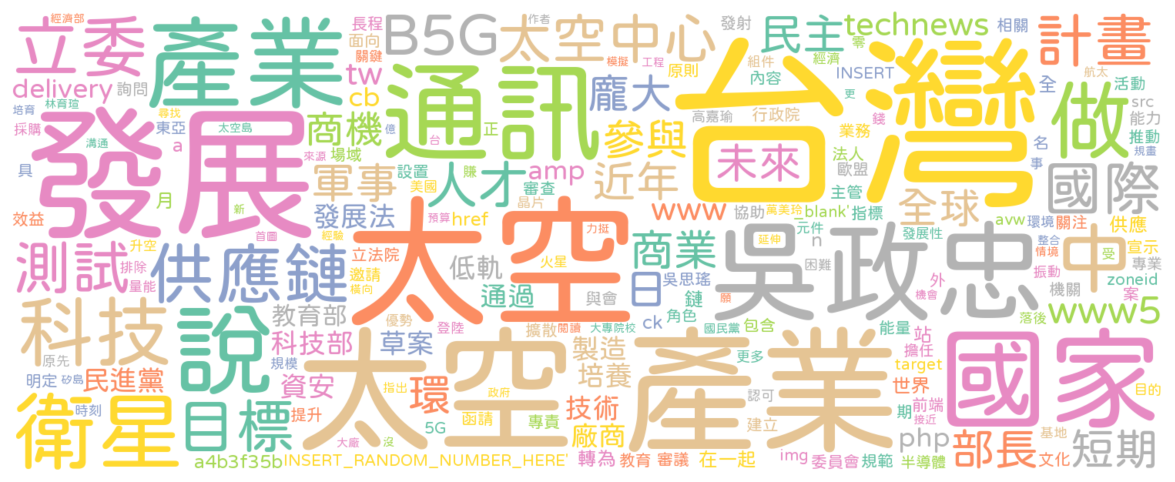 立委
產業
B5G
太空中心
發射
民主
technews
相關
計畫
作者
經濟部
長程
面向
關鍵
模擬
工程
原則
零
組件
經濟
內容
INSERT
全
航太
活動
delivery
詢問
tw
cb
通訊
龐大
台灣
更
做
src
能力
培育
林育瑄
尋找
採購
東亞
太空島
商機
億
高嘉瑜
行政院
業務
錢
推動
a
溝通
場域
台
正
參與
未來
法人
歐盟
名
規畫
事
發展
具
月
來源
賺
人才
設置
審查
amp
近年
主管
國際
軍事
美國
晶片
www
協助
萬美玲
blank'
指標
全球
avw
環境
關注
供應
效益
新
發展法
預算
href
元件
n
發展性
整合
宣示
升空
首圖
經驗
立法院
太空
力挺
商業
延伸
吳政忠
中
情境
受
專業
測試
排除
量能
供應鏈
邀請
橫向
低軌
火星
吳思瑤
困難
振動
zoneid
通過
與會
日
鏈
外
機會
機關
案
www5
科技
說
教育部
優勢
登陸
擴散
閱讀
大專院校
ck
角色
國民黨
願
包含
能量
站
落後
原先
科技部
草案
太空產業
製造
更多
擔任
國家
規模
明定
矽島
民進黨
資安
指出
政府
環
培養
認可
target
世界
目的
衛星
時刻
目標
提升
5G
函請
專責
技術
建立
期
前端
接近
大廠
沒
廠商
php
部長
基地
文化
短期
a4b3f35b
INSERT_RANDOM_NUMBER_HERE'
轉為
教育
審議
在一起
img
委員會
規範
半導體